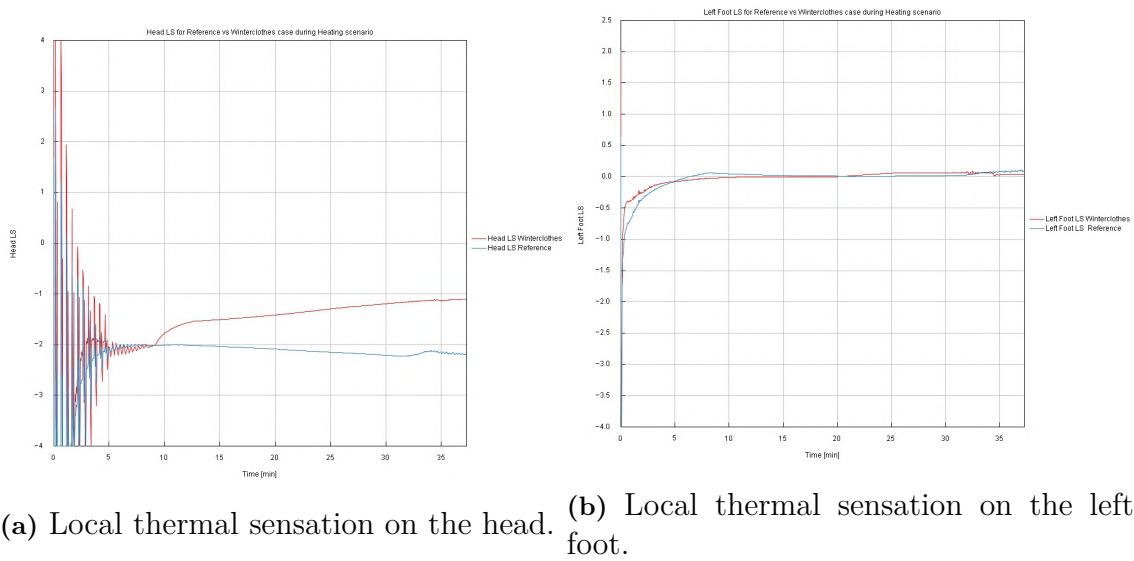 Head LS for Reference vs Winterclothes case during Heating scenario
4
3
2
1
0
−1
−2
−3
−4
Head LS
0 5 10 15 20 25 30 35
Time [min]
Head LS Winterclothes
Head LS Reference
(a) Local thermal sensation on the head.
Left Foot LS for Reference vs Winterclothes case during Heating scenario
2.5
2.0
1.5
1.0
0.5
0.0
−0.5
−1.0
−1.5
−2.0
−2.5
−3.0
−3.5
−4.0
Left Foot LS
0 5 10 15 20 25 30 35
Time [min]
Left Foot LS Winterclothes
Left Foot LS Reference
(b) Local thermal sensation on the left
foot.